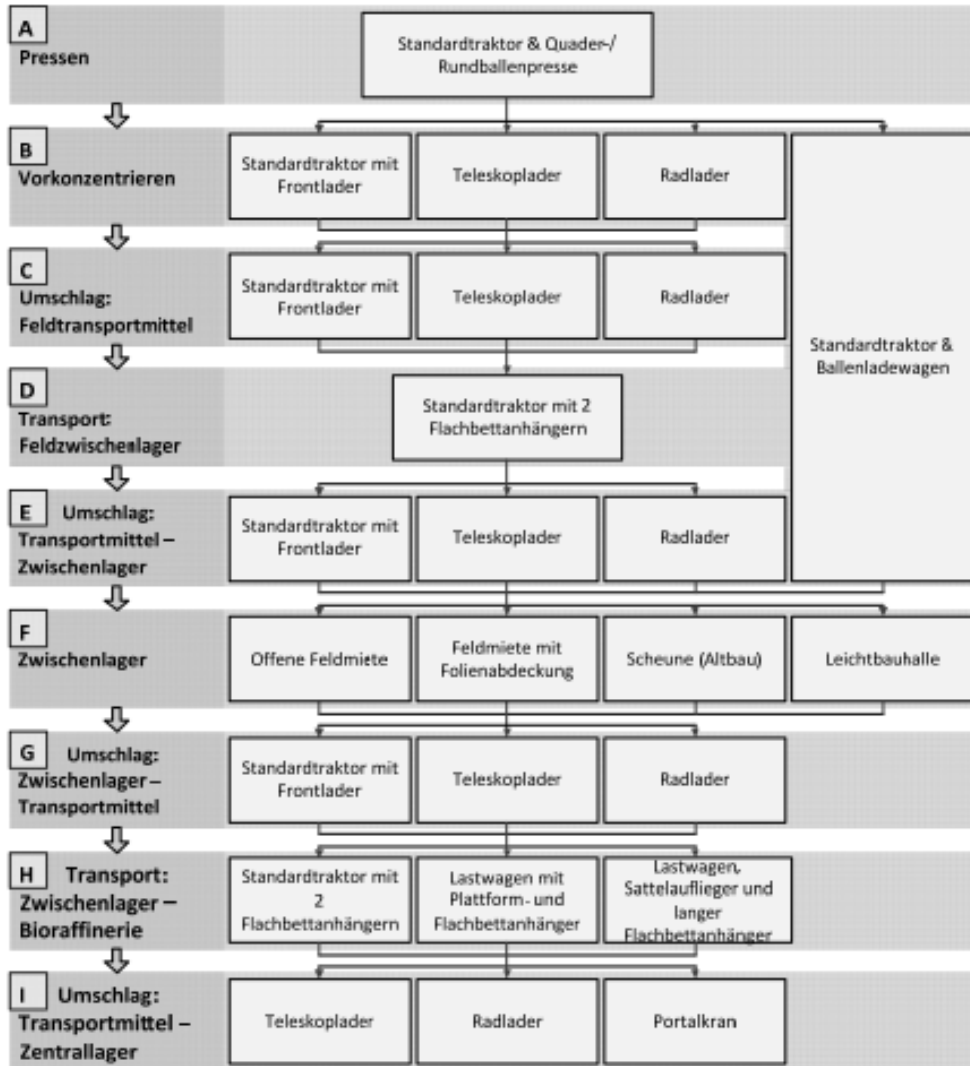 A
Pressen
Standardtraktor & Quader-/
Rundballenpresse
B
Vorkonzentrieren
Standardtraktor mit
Frontlader
Teleskoplader
Radlader
C
Umschlag:
Feldtransportmittel
Standardtraktor mit
Frontlader
Teleskoplader
Radlader
Standardtraktor &
Ballenladewagen
D
Transport:
Feldzwischenlager
Standardtraktor mit 2
Flachbettanhängern
E Umschlag:
Transportmittel –
Zwischenlager
Standardtraktor mit
Frontlader
Teleskoplader
Radlader
F
Zwischenlager
Offene Feldmiete
Feldmiete mit
Folienabdeckung
Scheune (Altbau)
Leichtbauhalle
G Umschlag:
Zwischenlager –
Transportmittel
Standardtraktor mit
Frontlader
Teleskoplader
Radlader
H Transport:
Zwischenlager –
Bioraffinerie
Standardtraktor mit
2
Flachbettanhängern
Lastwagen mit
Plattform- und
Flachbettanhänger
Lastwagen,
Sattelauflieger und
langer
Flachbettanhänger
I Umschlag:
Transportmittel –
Zentrallager
Teleskoplader
Radlader
Portalkran